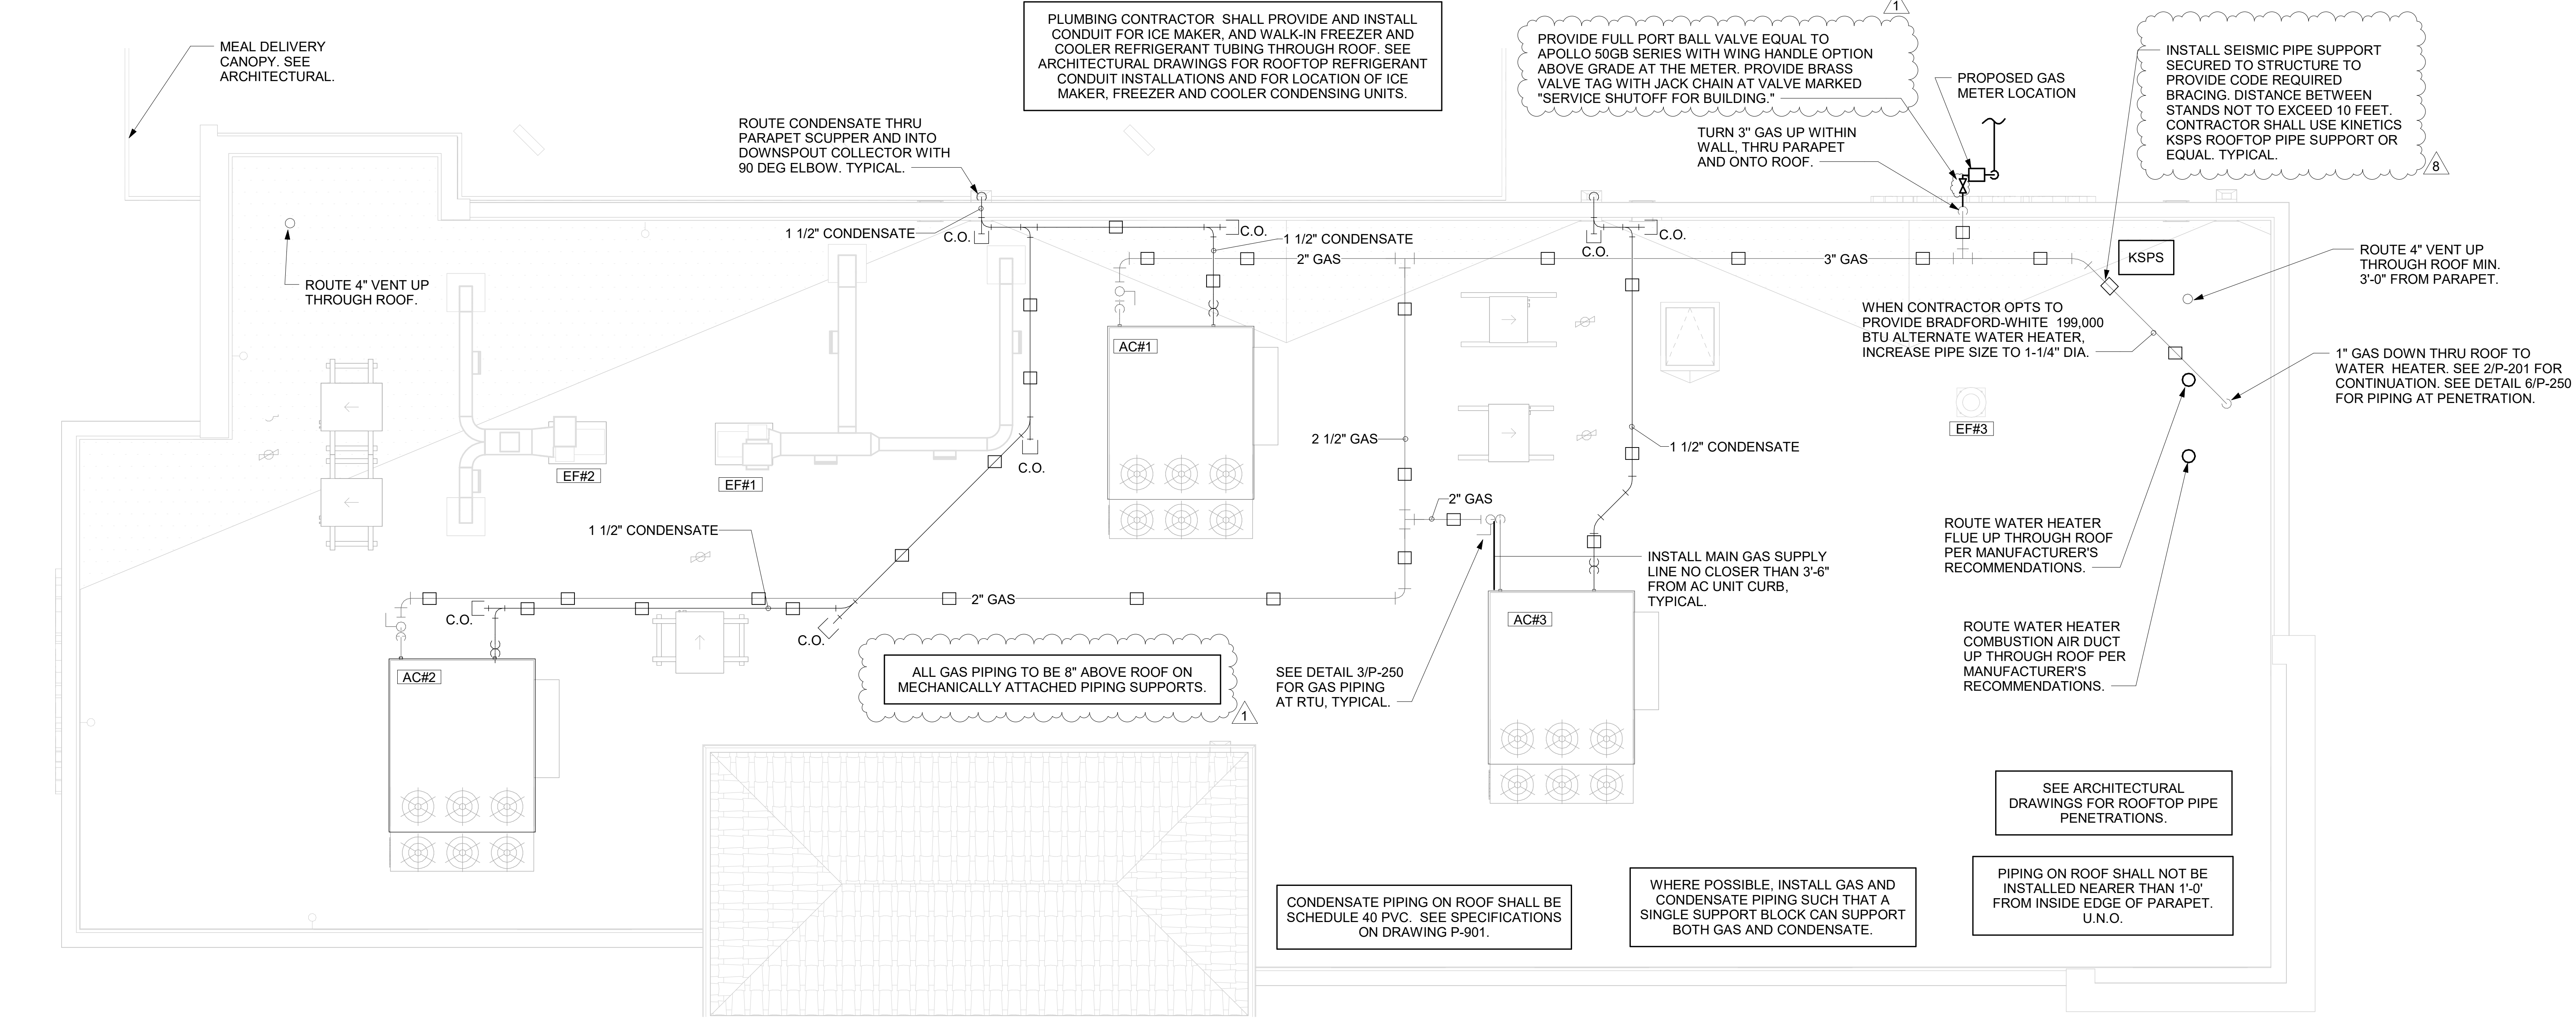 MEAL DELIVERY
CANOPY. SEE
ARCHITECTURAL.
PLUMBING CONTRACTOR SHALL PROVIDE AND INSTALL
CONDUIT FOR ICE MAKER, AND WALK-IN FREEZER AND
COOLER REFRIGERANT TUBING THROUGH ROOF. SEE
ARCHITECTURAL DRAWINGS FOR ROOFTOP REFRIGERANT
CONDUIT INSTALLATIONS AND FOR LOCATION OF ICE
MAKER, FREEZER AND COOLER CONDENSING UNITS.
1
PROVIDE FULL PORT BALL VALVE EQUAL TO
APOLLO 50GB SERIES WITH WING HANDLE OPTION
ABOVE GRADE AT THE METER. PROVIDE BRASS
VALVE TAG WITH JACK CHAIN AT VALVE MARKED
"SERVICE SHUTOFF FOR BUILDING."
PROPOSED GAS
METER LOCATION
INSTALL SEISMIC PIPE SUPPORT
SECURED TO STRUCTURE TO
PROVIDE CODE REQUIRED
BRACING. DISTANCE BETWEEN
STANDS NOT TO EXCEED 10 FEET.
CONTRACTOR SHALL USE KINETICS
KSPS ROOFTOP PIPE SUPPORT OR
EQUAL. TYPICAL.
8
ROUTE CONDENSATE THRU
PARAPET SCUPPER AND INTO
DOWNSPOUT COLLECTOR WITH
90 DEG ELBOW. TYPICAL.
TURN 3" GAS UP WITHIN
WALL, THRU PARAPET
AND ONTO ROOF.
1 1/2" CONDENSATE
C.O.
C.O.
1 1/2" CONDENSATE
2" GAS
C.O.
C.O.
3" GAS
KSPS
ROUTE 4" VENT UP
THROUGH ROOF MIN.
3'-0" FROM PARAPET.
ROUTE 4" VENT UP
THROUGH ROOF.
WHEN CONTRACTOR OPTS TO
PROVIDE BRADFORD-WHITE 199,000
BTU ALTERNATE WATER HEATER,
INCREASE PIPE SIZE TO 1-1/4" DIA.
1" GAS DOWN THRU ROOF TO
WATER HEATER. SEE 2/P-201 FOR
CONTINUATION. SEE DETAIL 6/P-250
FOR PIPING AT PENETRATION.
AC#1
EF#3
2 1/2" GAS
1 1/2" CONDENSATE
C.O.
EF#2
EF#1
2" GAS
1 1/2" CONDENSATE
ROUTE WATER HEATER
FLUE UP THROUGH ROOF
PER MANUFACTURER'S
RECOMMENDATIONS.
INSTALL MAIN GAS SUPPLY
LINE NO CLOSER THAN 3'-6"
FROM AC UNIT CURB,
TYPICAL.
2" GAS
C.O.
C.O.
AC#3
ROUTE WATER HEATER
COMBUSTION AIR DUCT
UP THROUGH ROOF PER
MANUFACTURER'S
RECOMMENDATIONS.
AC#2
ALL GAS PIPING TO BE 8" ABOVE ROOF ON
MECHANICALLY ATTACHED PIPING SUPPORTS.
1
SEE DETAIL 3/P-250
FOR GAS PIPING
AT RTU, TYPICAL.
SEE ARCHITECTURAL
DRAWINGS FOR ROOFTOP PIPE
PENETRATIONS.
CONDENSATE PIPING ON ROOF SHALL BE
SCHEDULE 40 PVC. SEE SPECIFICATIONS
ON DRAWING P-901.
WHERE POSSIBLE, INSTALL GAS AND
CONDENSATE PIPING SUCH THAT A
SINGLE SUPPORT BLOCK CAN SUPPORT
BOTH GAS AND CONDENSATE.
PIPING ON ROOF SHALL NOT BE
INSTALLED NEARER THAN 1'-0'
FROM INSIDE EDGE OF PARAPET.
U.N.O.